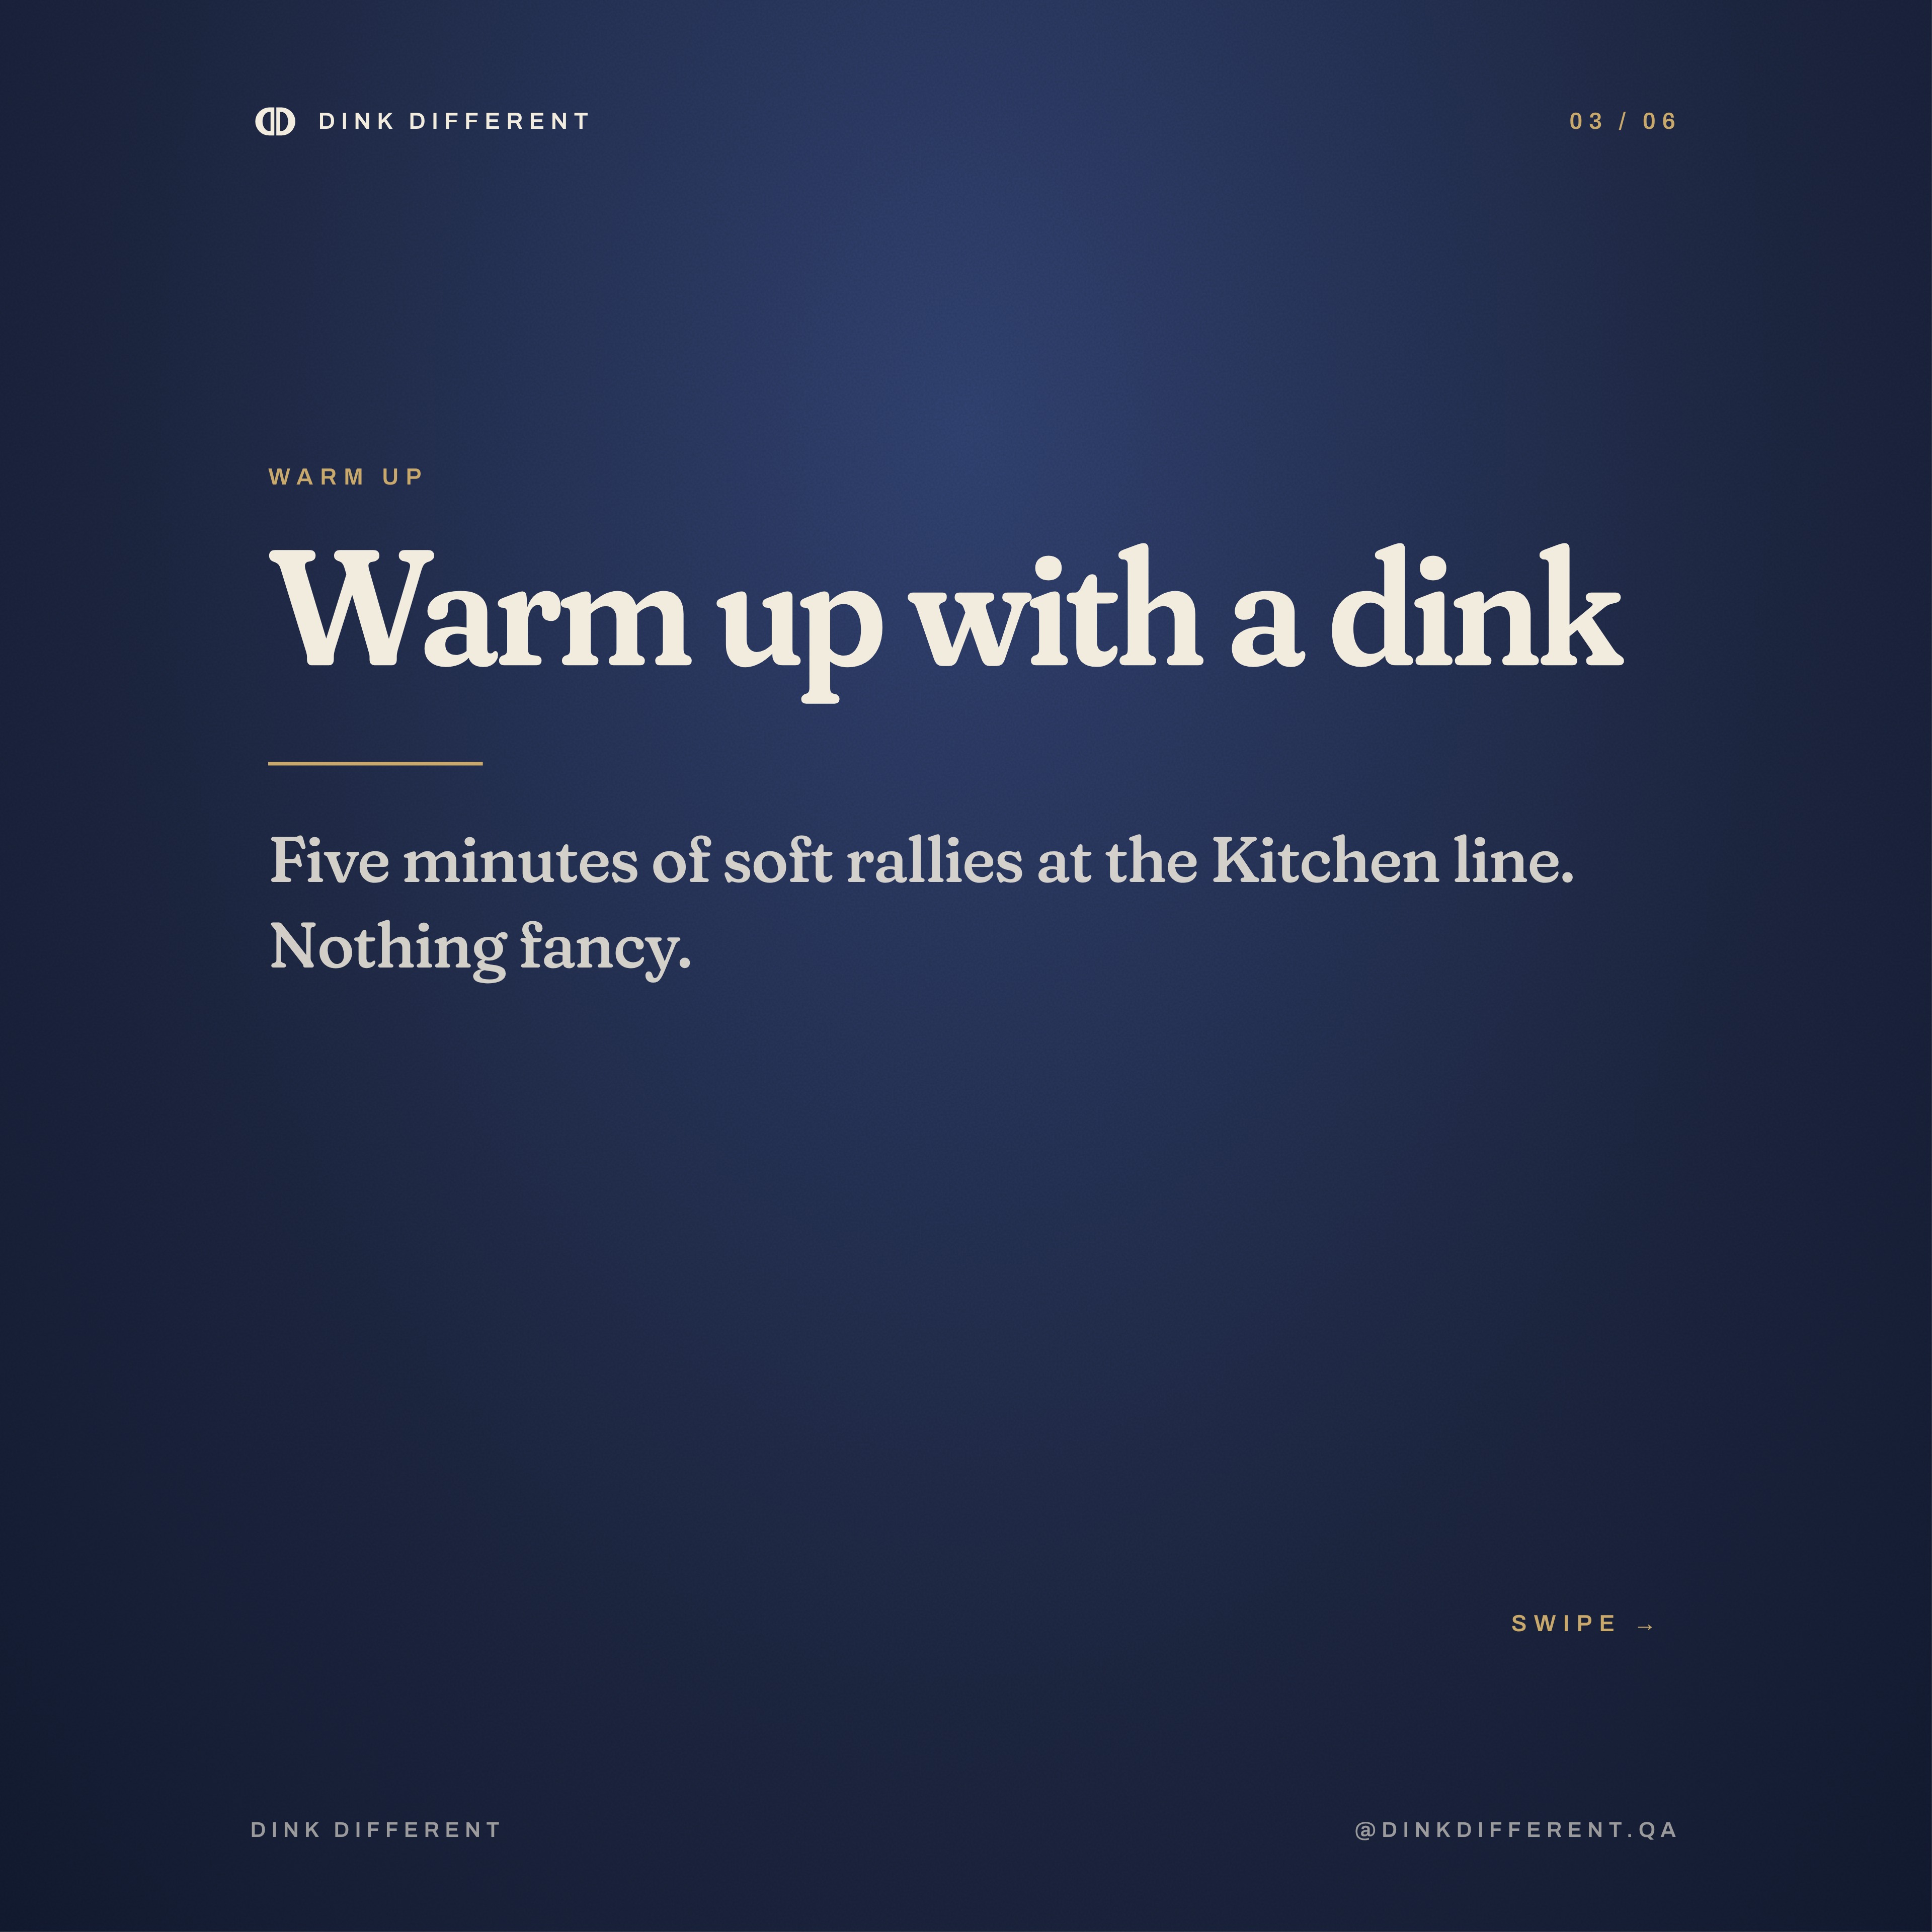 DINK DIFFERENT
03 / 06
WARM UP
Warm up with a dink
Five minutes of soft rallies at the Kitchen line.
Nothing fancy.
SWIPE →
DINK DIFFERENT
@DINKDIFFERENT.QA